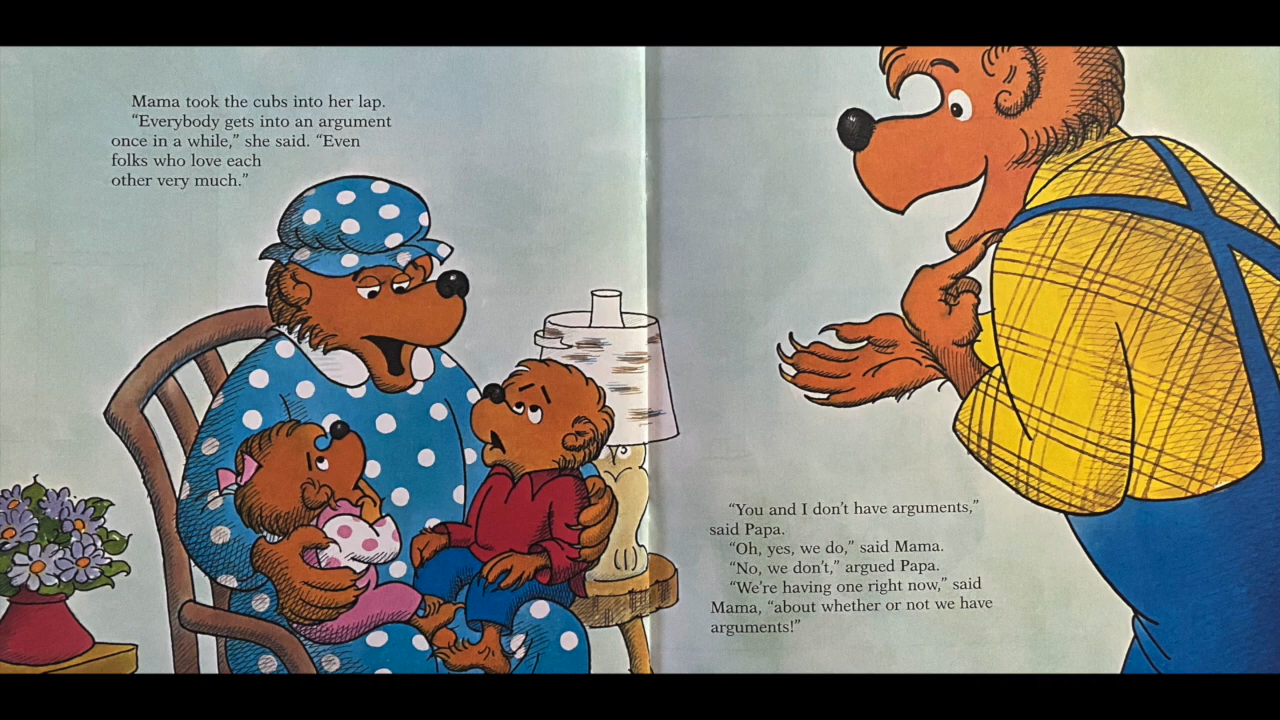 Mama took the cubs into her lap.
“Everybody gets into an argument
once in a while,” she said. “Even
folks who love each
other very much.”
“You and I don’t have arguments,”
said Papa.
“Oh, yes, we do,” said Mama.
“No, we don’t,” argued Papa.
“We’re having one right now,” said
Mama, “about whether or not we have
arguments!”